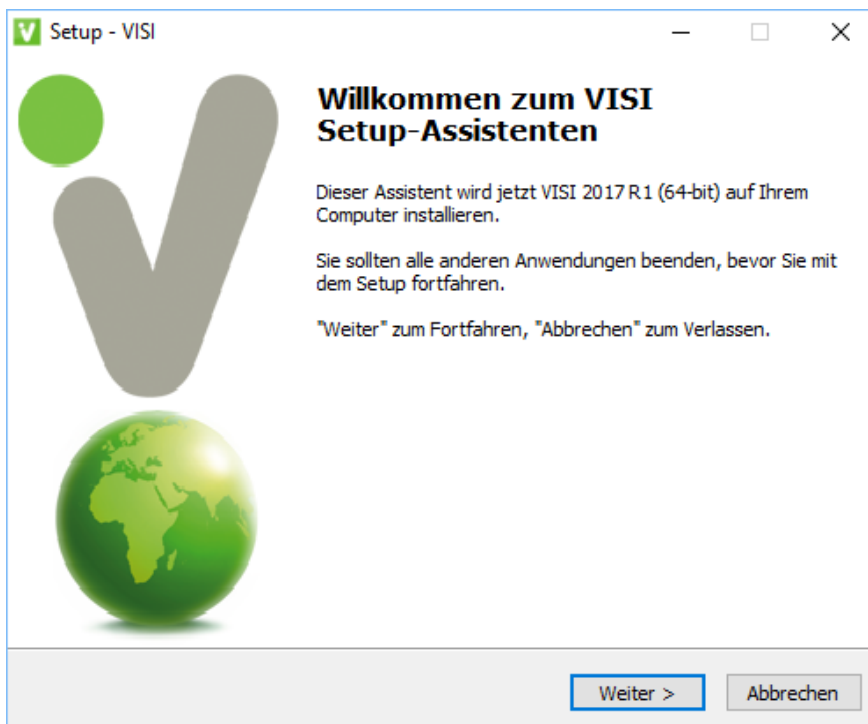 Setup - VISI
Willkommen zum VISI
Setup-Assistenten
Dieser Assistent wird jetzt VISI 2017 R1 (64-bit) auf Ihrem
Computer installieren.
Sie sollten alle anderen Anwendungen beenden, bevor Sie mit
dem Setup fortfahren.
"Weiter" zum Fortfahren, "Abbrechen" zum Verlassen.
Weiter >
Abbrechen